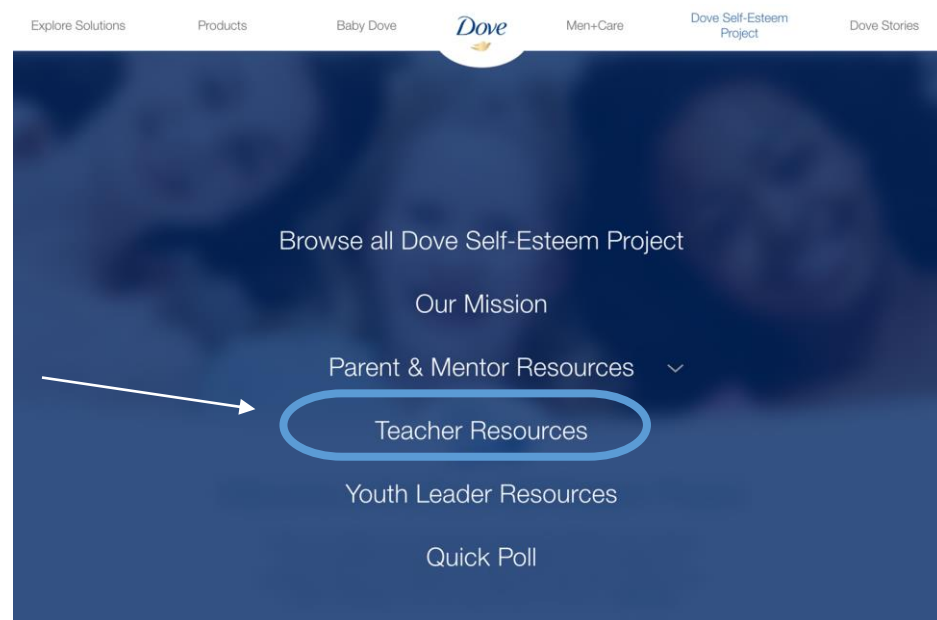 Explore Solutions
Products
Baby Dove
Dove
Men+Care
Dove Self-Esteem
Project
Dove Stories
Browse all Dove Self-Esteem Project
Our Mission
Parent & Mentor Resources
Teacher Resources
Youth Leader Resources
Quick Poll